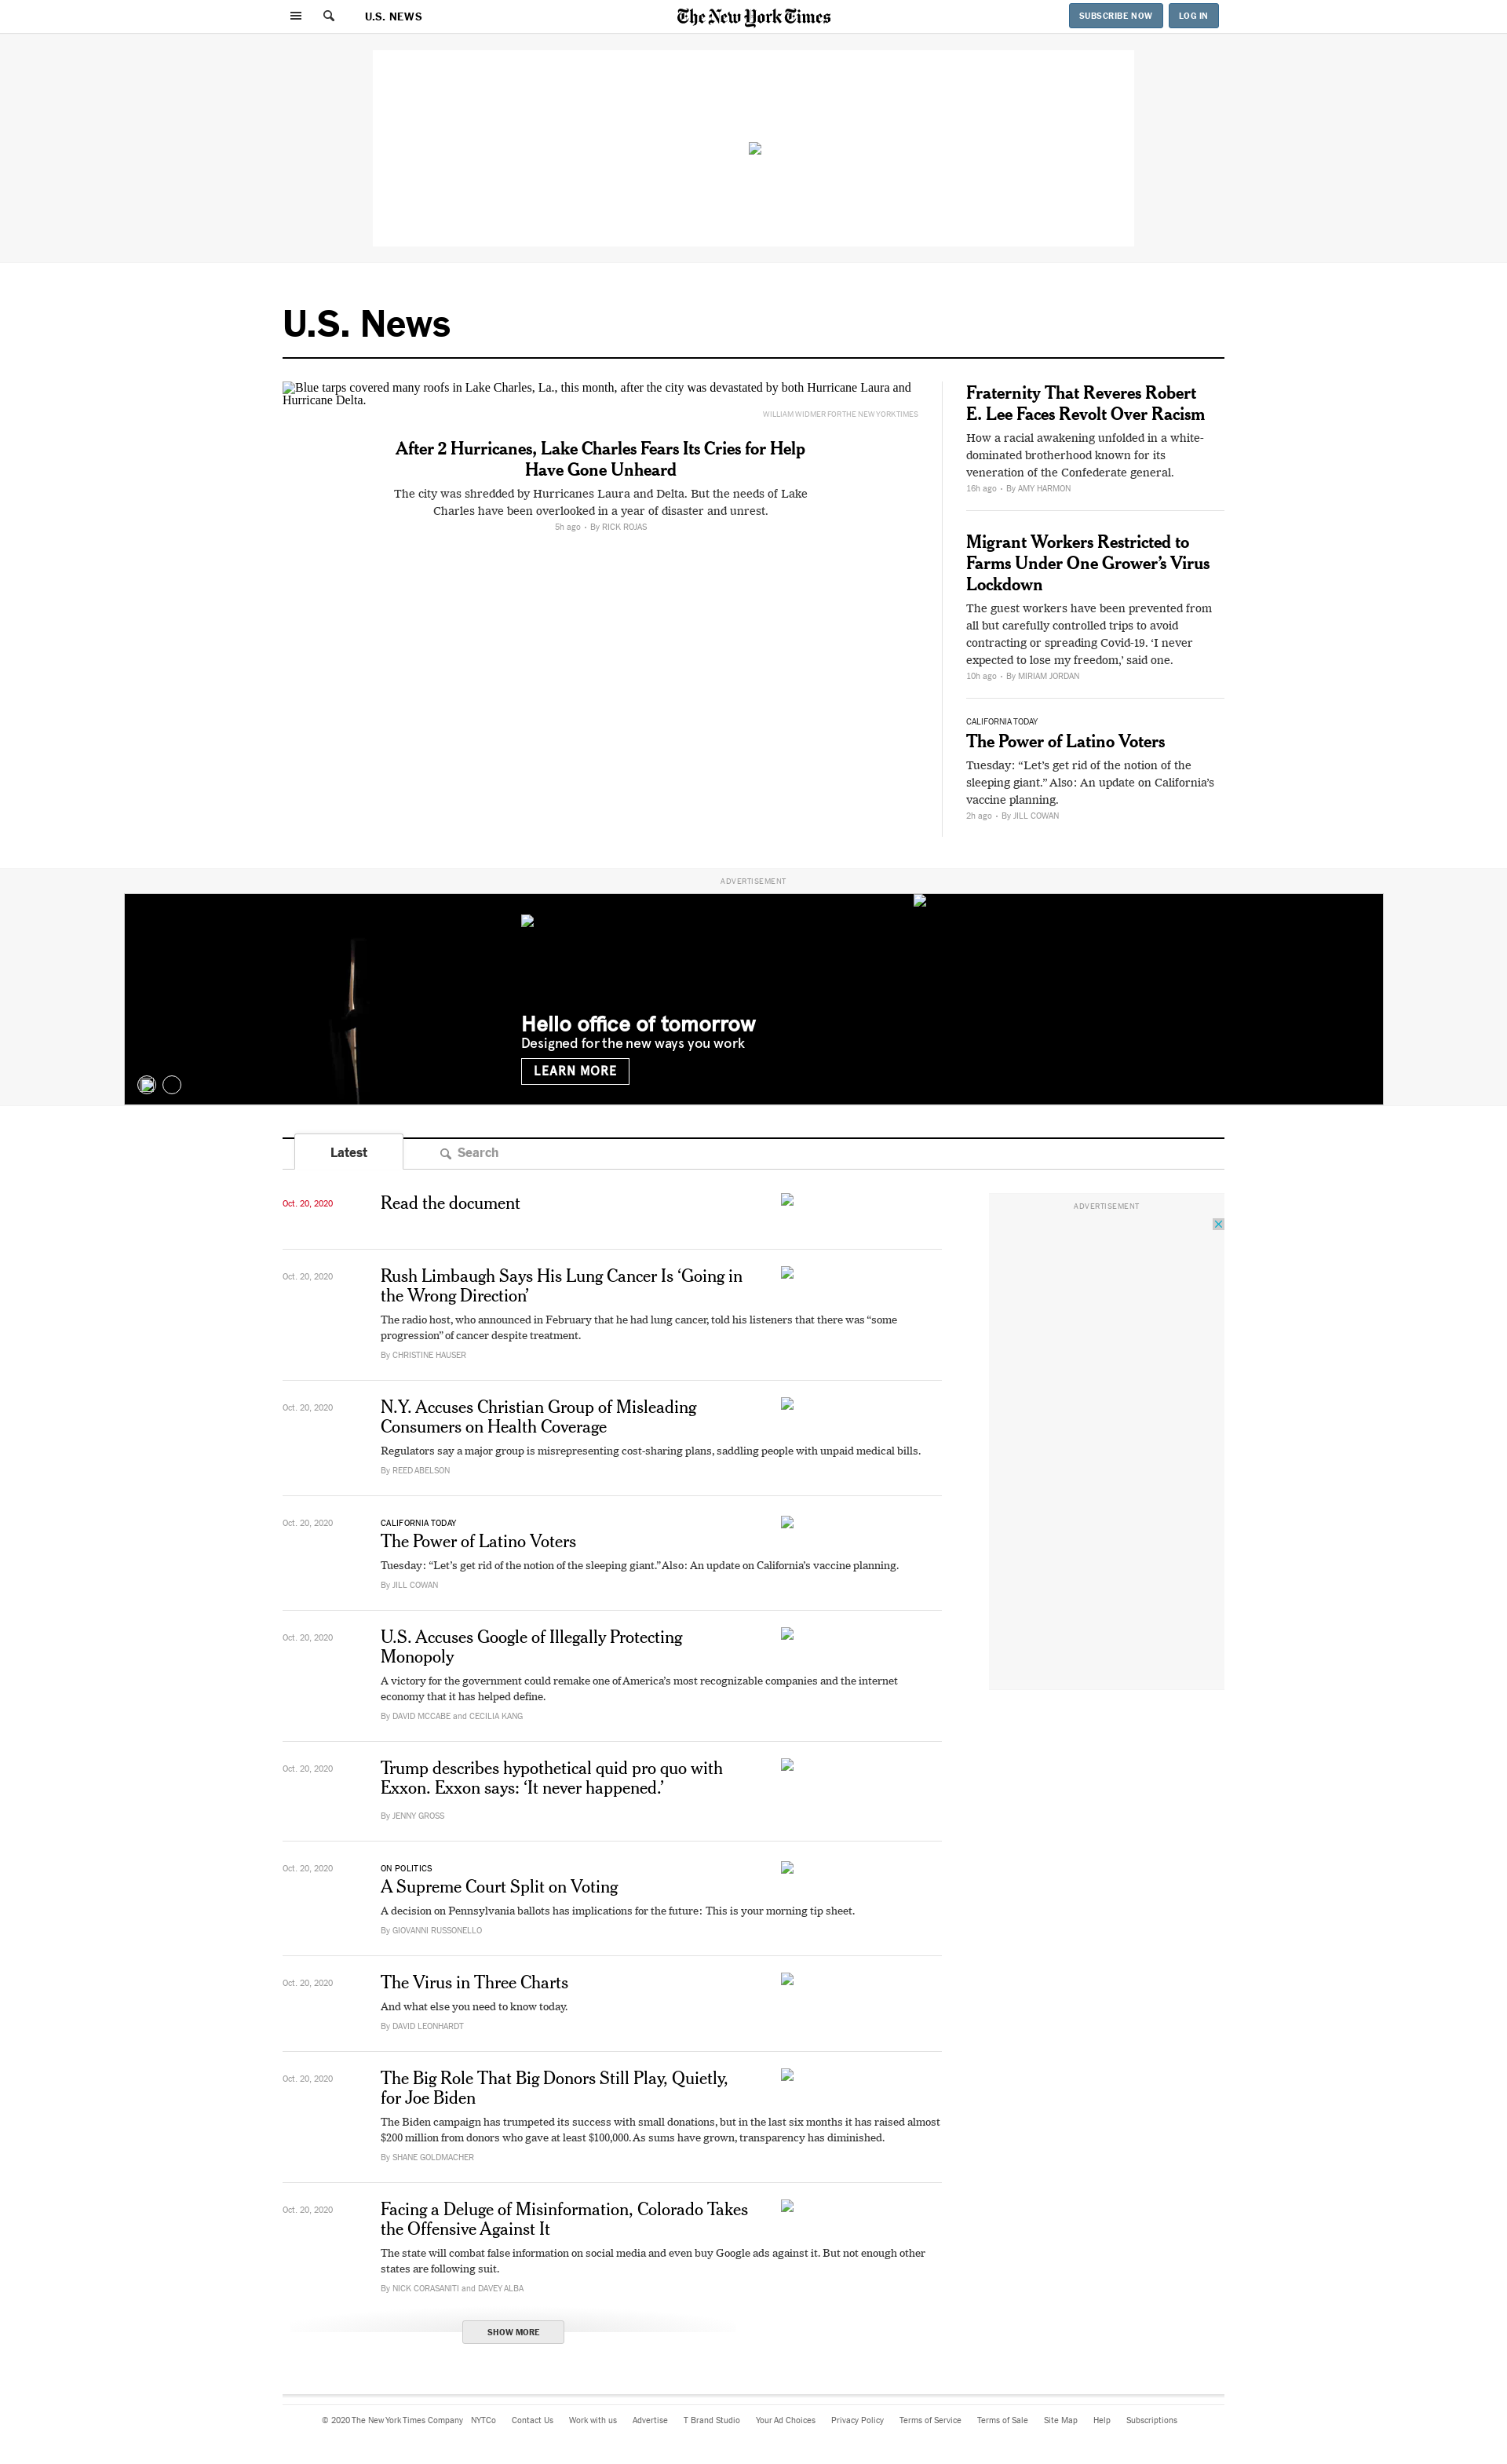 U.S. NEWS
The New York Times
SUBSCRIBE NOW
LOG IN
U.S. News
Blue tarps covered many roofs in Lake Charles, La., this month, after the city was devastated by both Hurricane Laura and
Hurricane Delta.
WILLIAM WIDMER FOR THE NEW YORK TIMES
After 2 Hurricanes, Lake Charles Fears Its Cries for Help
Have Gone Unheard
The city was shredded by Hurricanes Laura and Delta. But the needs of Lake
Charles have been overlooked in a year of disaster and unrest.
5h ago • By RICK ROJAS
Fraternity That Reveres Robert
E. Lee Faces Revolt Over Racism
How a racial awakening unfolded in a white-
dominated brotherhood known for its
veneration of the Confederate general.
16h ago • By AMY HARMON
Migrant Workers Restricted to
Farms Under One Grower’s Virus
Lockdown
The guest workers have been prevented from
all but carefully controlled trips to avoid
contracting or spreading Covid-19. ‘I never
expected to lose my freedom,’ said one.
10h ago • By MIRIAM JORDAN
CALIFORNIA TODAY
The Power of Latino Voters
Tuesday: “Let’s get rid of the notion of the
sleeping giant.” Also: An update on California’s
vaccine planning.
2h ago • By JILL COWAN
ADVERTISEMENT
Hello office of tomorrow
Designed for the new ways you work
LEARN MORE
Latest
Search
Oct. 20, 2020
Read the document
ADVERTISEMENT
Oct. 20, 2020
Rush Limbaugh Says His Lung Cancer Is ‘Going in
the Wrong Direction’
The radio host, who announced in February that he had lung cancer, told his listeners that there was “some
progression” of cancer despite treatment.
By CHRISTINE HAUSER
Oct. 20, 2020
N.Y. Accuses Christian Group of Misleading
Consumers on Health Coverage
Regulators say a major group is misrepresenting cost-sharing plans, saddling people with unpaid medical bills.
By REED ABELSON
Oct. 20, 2020
CALIFORNIA TODAY
The Power of Latino Voters
Tuesday: “Let’s get rid of the notion of the sleeping giant.” Also: An update on California’s vaccine planning.
By JILL COWAN
Oct. 20, 2020
U.S. Accuses Google of Illegally Protecting
Monopoly
A victory for the government could remake one of America’s most recognizable companies and the internet
economy that it has helped define.
By DAVID MCCABE and CECILIA KANG
Oct. 20, 2020
Trump describes hypothetical quid pro quo with
Exxon. Exxon says: ‘It never happened.’
By JENNY GROSS
Oct. 20, 2020
ON POLITICS
A Supreme Court Split on Voting
A decision on Pennsylvania ballots has implications for the future: This is your morning tip sheet.
By GIOVANNI RUSSONELLO
Oct. 20, 2020
The Virus in Three Charts
And what else you need to know today.
By DAVID LEONHARDT
Oct. 20, 2020
The Big Role That Big Donors Still Play, Quietly,
for Joe Biden
The Biden campaign has trumpeted its success with small donations, but in the last six months it has raised almost
$200 million from donors who gave at least $100,000. As sums have grown, transparency has diminished.
By SHANE GOLDMACHER
Oct. 20, 2020
Facing a Deluge of Misinformation, Colorado Takes
the Offensive Against It
The state will combat false information on social media and even buy Google ads against it. But not enough other
states are following suit.
By NICK CORASANITI and DAVEY ALBA
SHOW MORE
© 2020 The New York Times Company NYTCo Contact Us Work with us Advertise T Brand Studio Your Ad Choices Privacy Policy Terms of Service Terms of Sale Site Map Help Subscriptions